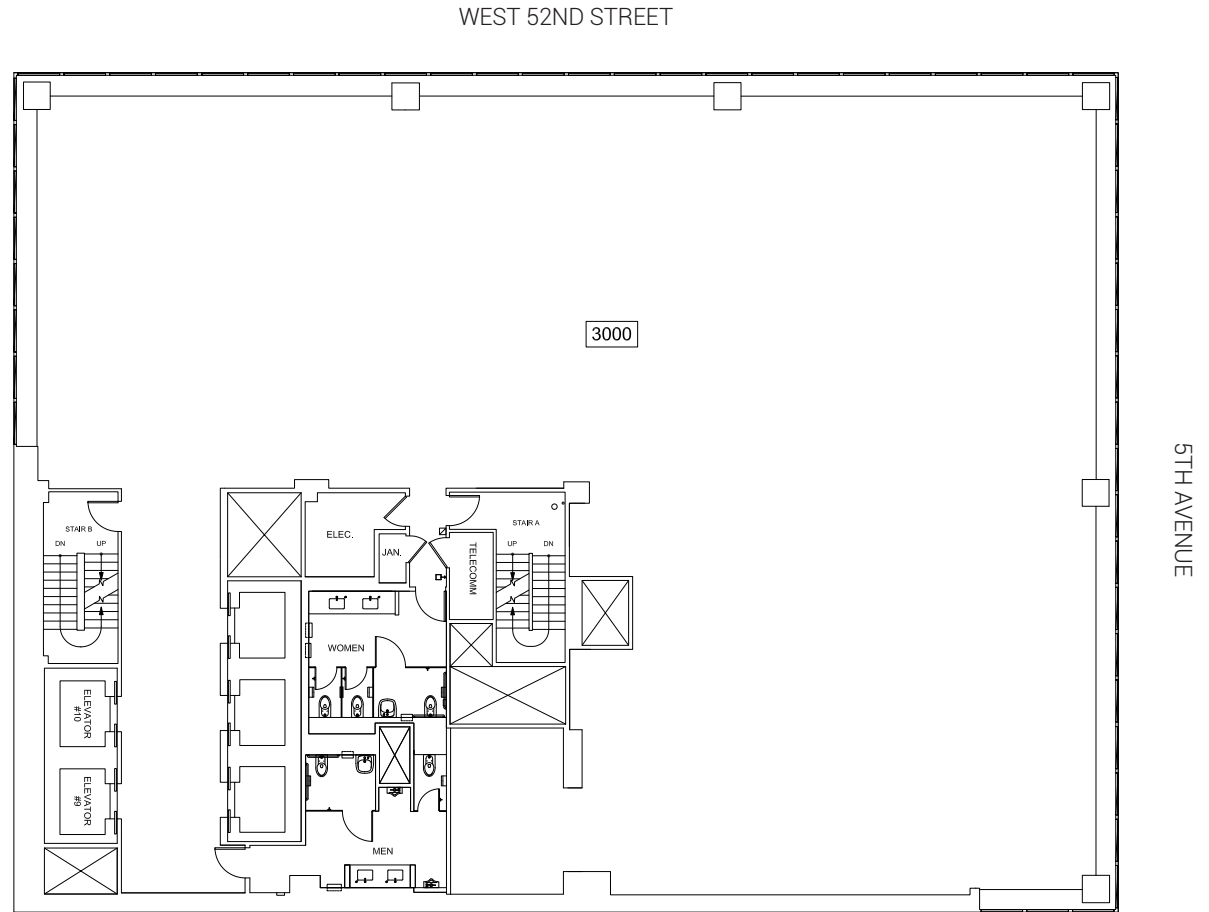 WEST 52ND STREET
3000
5TH AVENUE
STAIR B
DN
UP
ELEC.
JAN.
TELECOMM
STAIR A
UP
DN
WOMEN
ELEVATOR
#10
ELEVATOR
#9
MEN